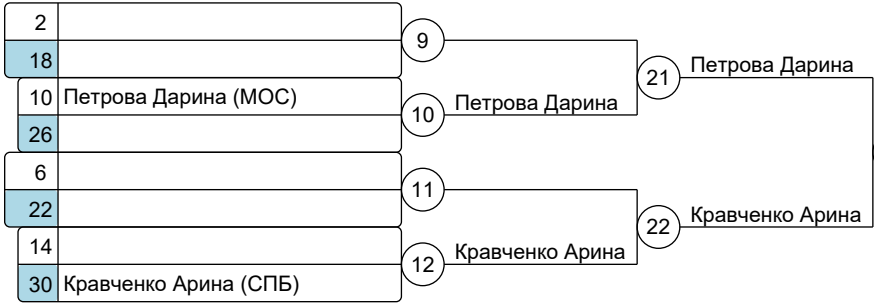 2
9
18
21 Петрова Дарина
10 Петрова Дарина (МОС)
10 Петрова Дарина
26
6
11
22
22 Кравченко Арина
14
12 Кравченко Арина
30 Кравченко Арина (СПБ)